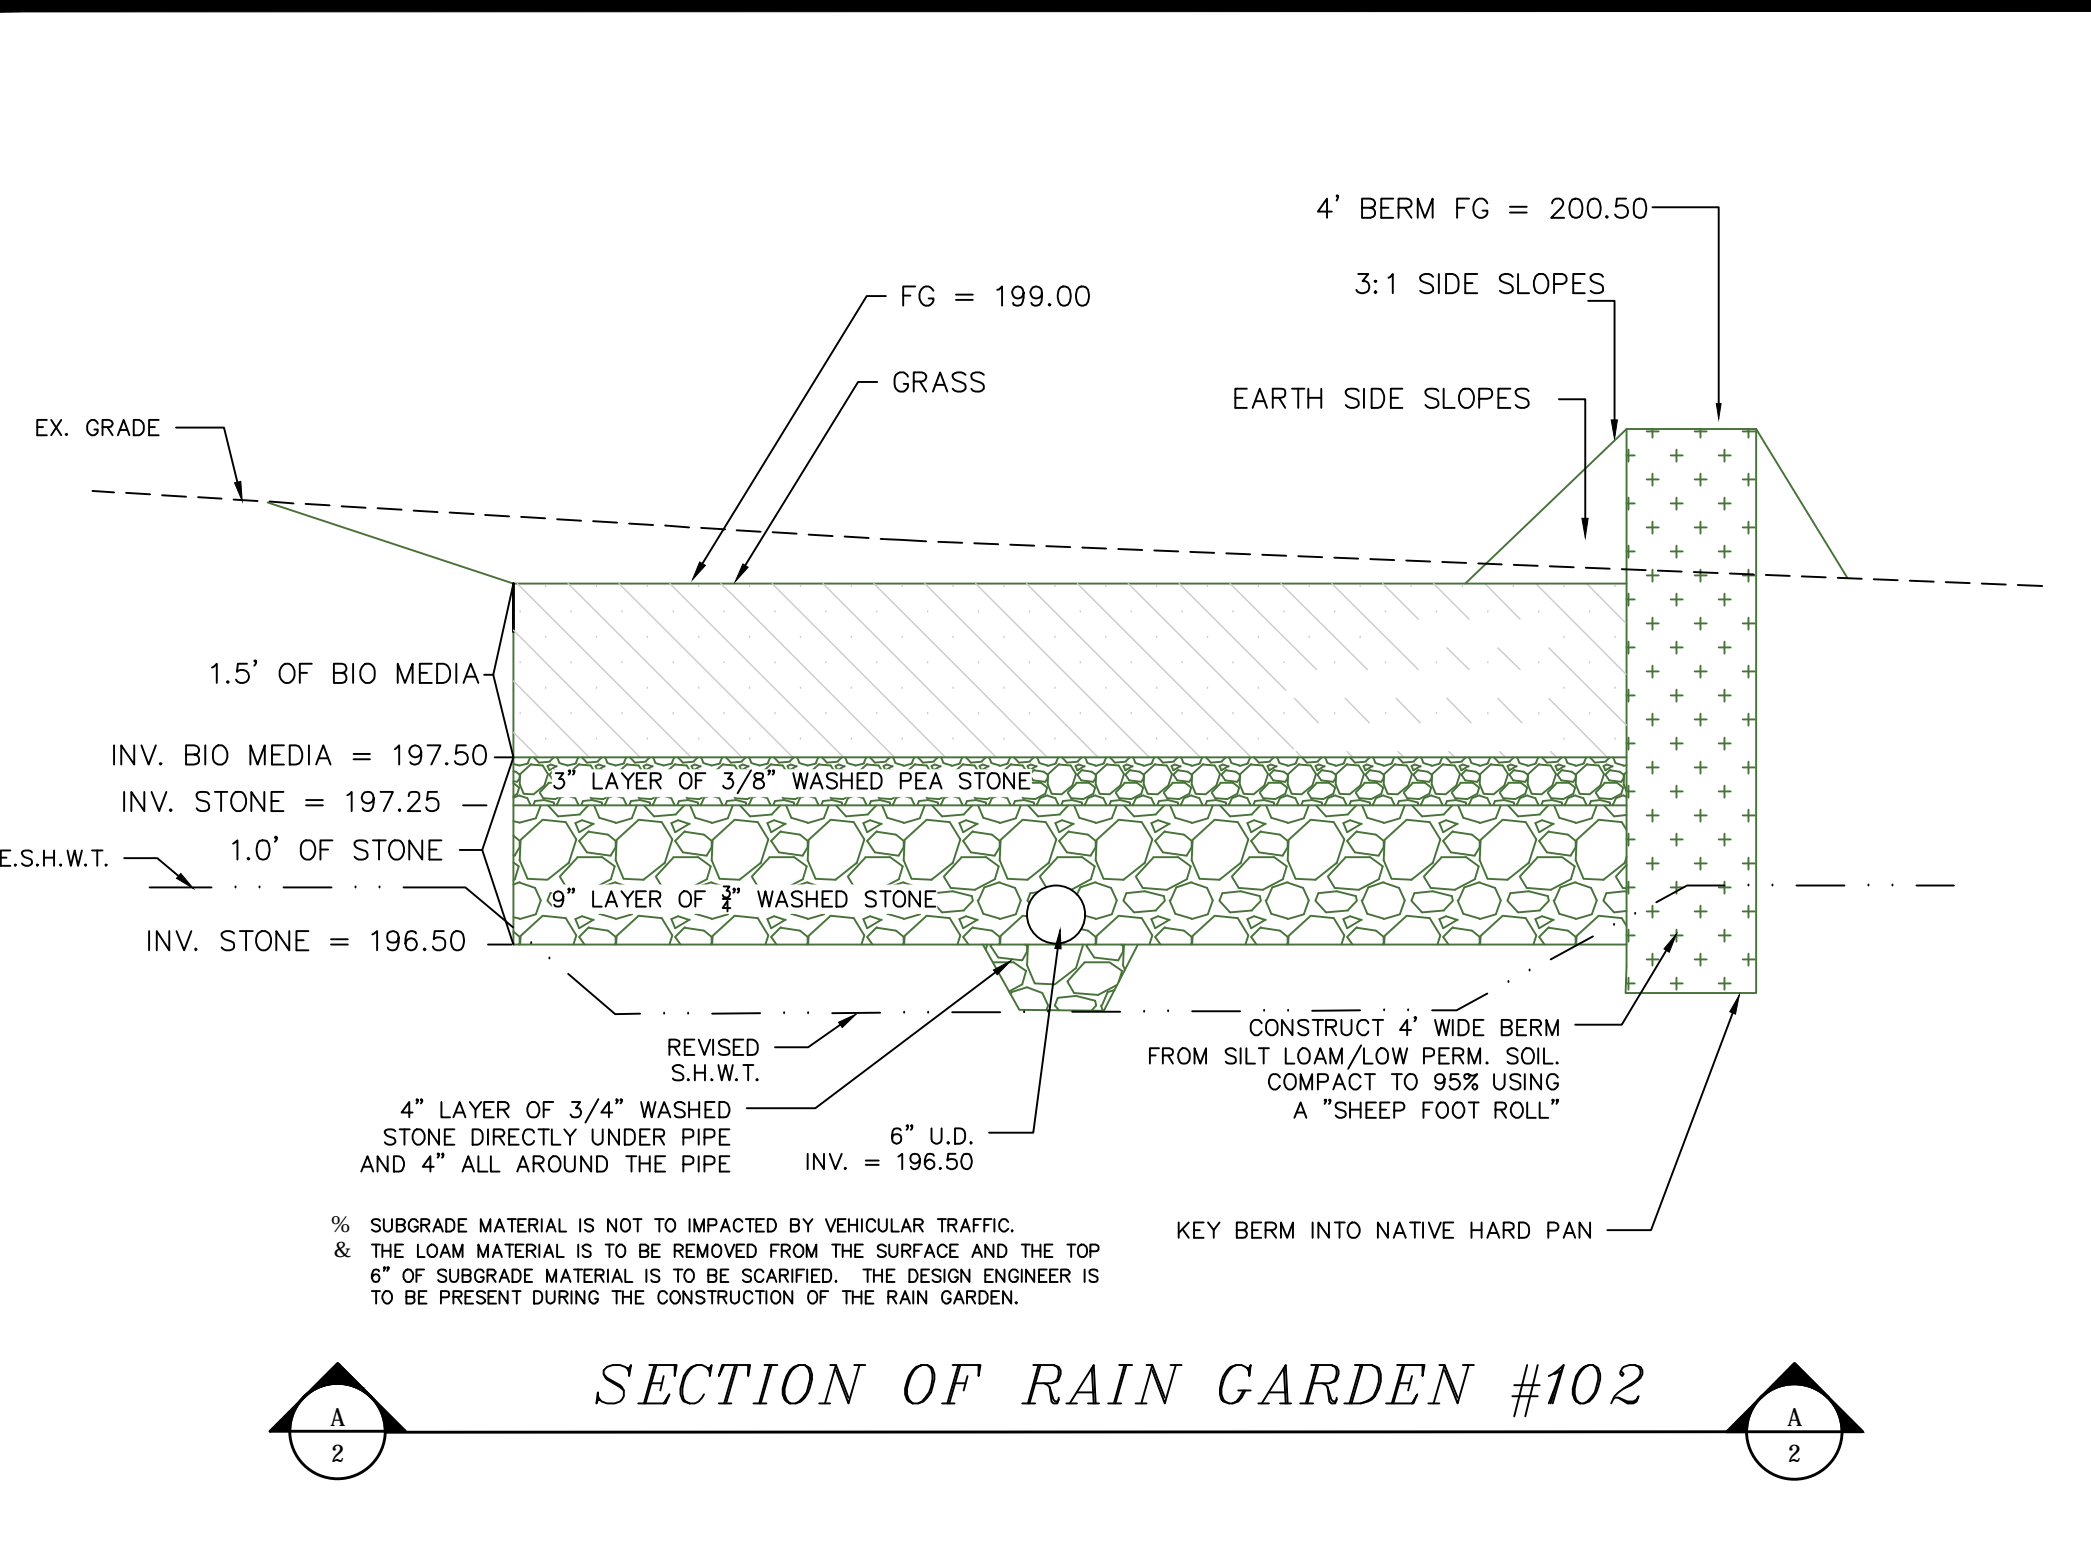 4’ BERM FG = 200.50
3:1 SIDE SLOPES
FG = 199.00
GRASS
EARTH SIDE SLOPES
EX. GRADE
1.5’ OF BIO MEDIA
INV. BIO MEDIA = 197.50
3” LAYER OF 3/8” WASHED PEA STONE
INV. STONE = 197.25
1.0’ OF STONE
E.S.H.W.T.
9” LAYER OF ¾” WASHED STONE
INV. STONE = 196.50
REVISED
S.H.W.T.
CONSTRUCT 4’ WIDE BERM
FROM SILT LOAM/LOW PERM. SOIL.
COMPACT TO 95% USING
A "SHEEP FOOT ROLL”
4” LAYER OF 3/4” WASHED
STONE DIRECTLY UNDER PIPE
AND 4” ALL AROUND THE PIPE
6” U.D.
INV. = 196.50
KEY BERM INTO NATIVE HARD PAN
% SUBGRADE MATERIAL IS NOT TO IMPACTED BY VEHICULAR TRAFFIC.
& THE LOAM MATERIAL IS TO BE REMOVED FROM THE SURFACE AND THE TOP
6” OF SUBGRADE MATERIAL IS TO BE SCARIFIED. THE DESIGN ENGINEER IS
TO BE PRESENT DURING THE CONSTRUCTION OF THE RAIN GARDEN.
SECTION OF RAIN GARDEN #102
A
2
A
2